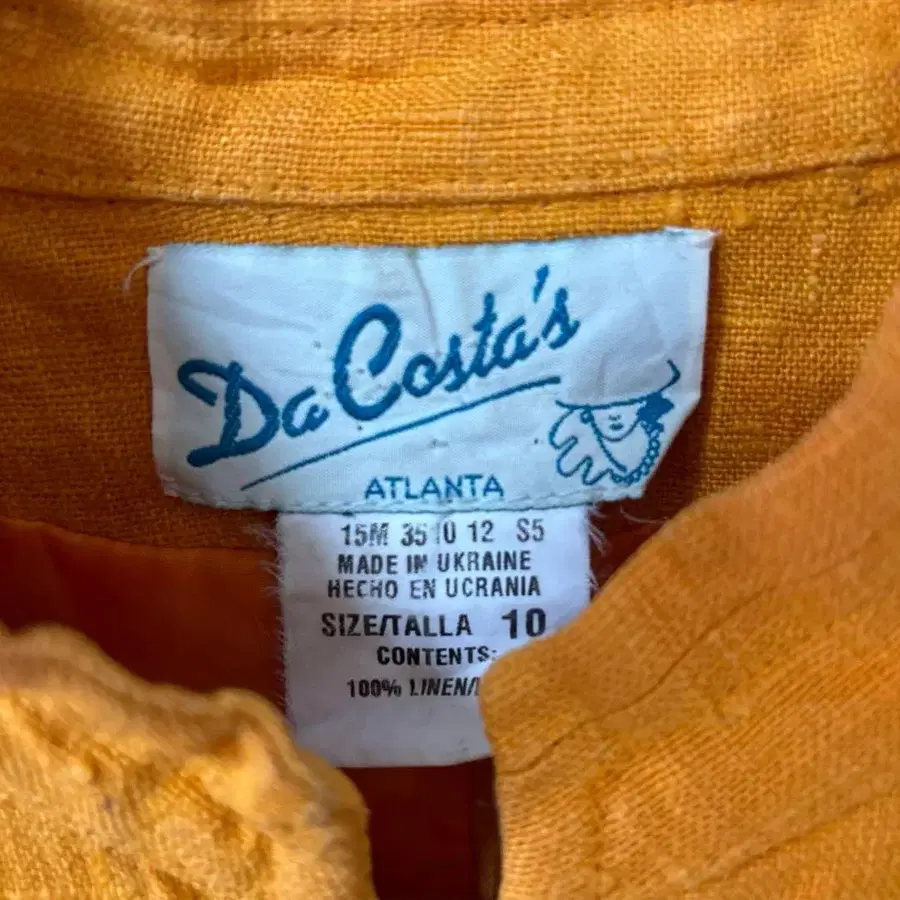 Da Costa's
ATLANTA
15M 3510 12 S5
MADE IN UKRAINE
HECHO EN UCRANIA
SIZE/TALLA 10
CONTENTS:
100% LINEN/